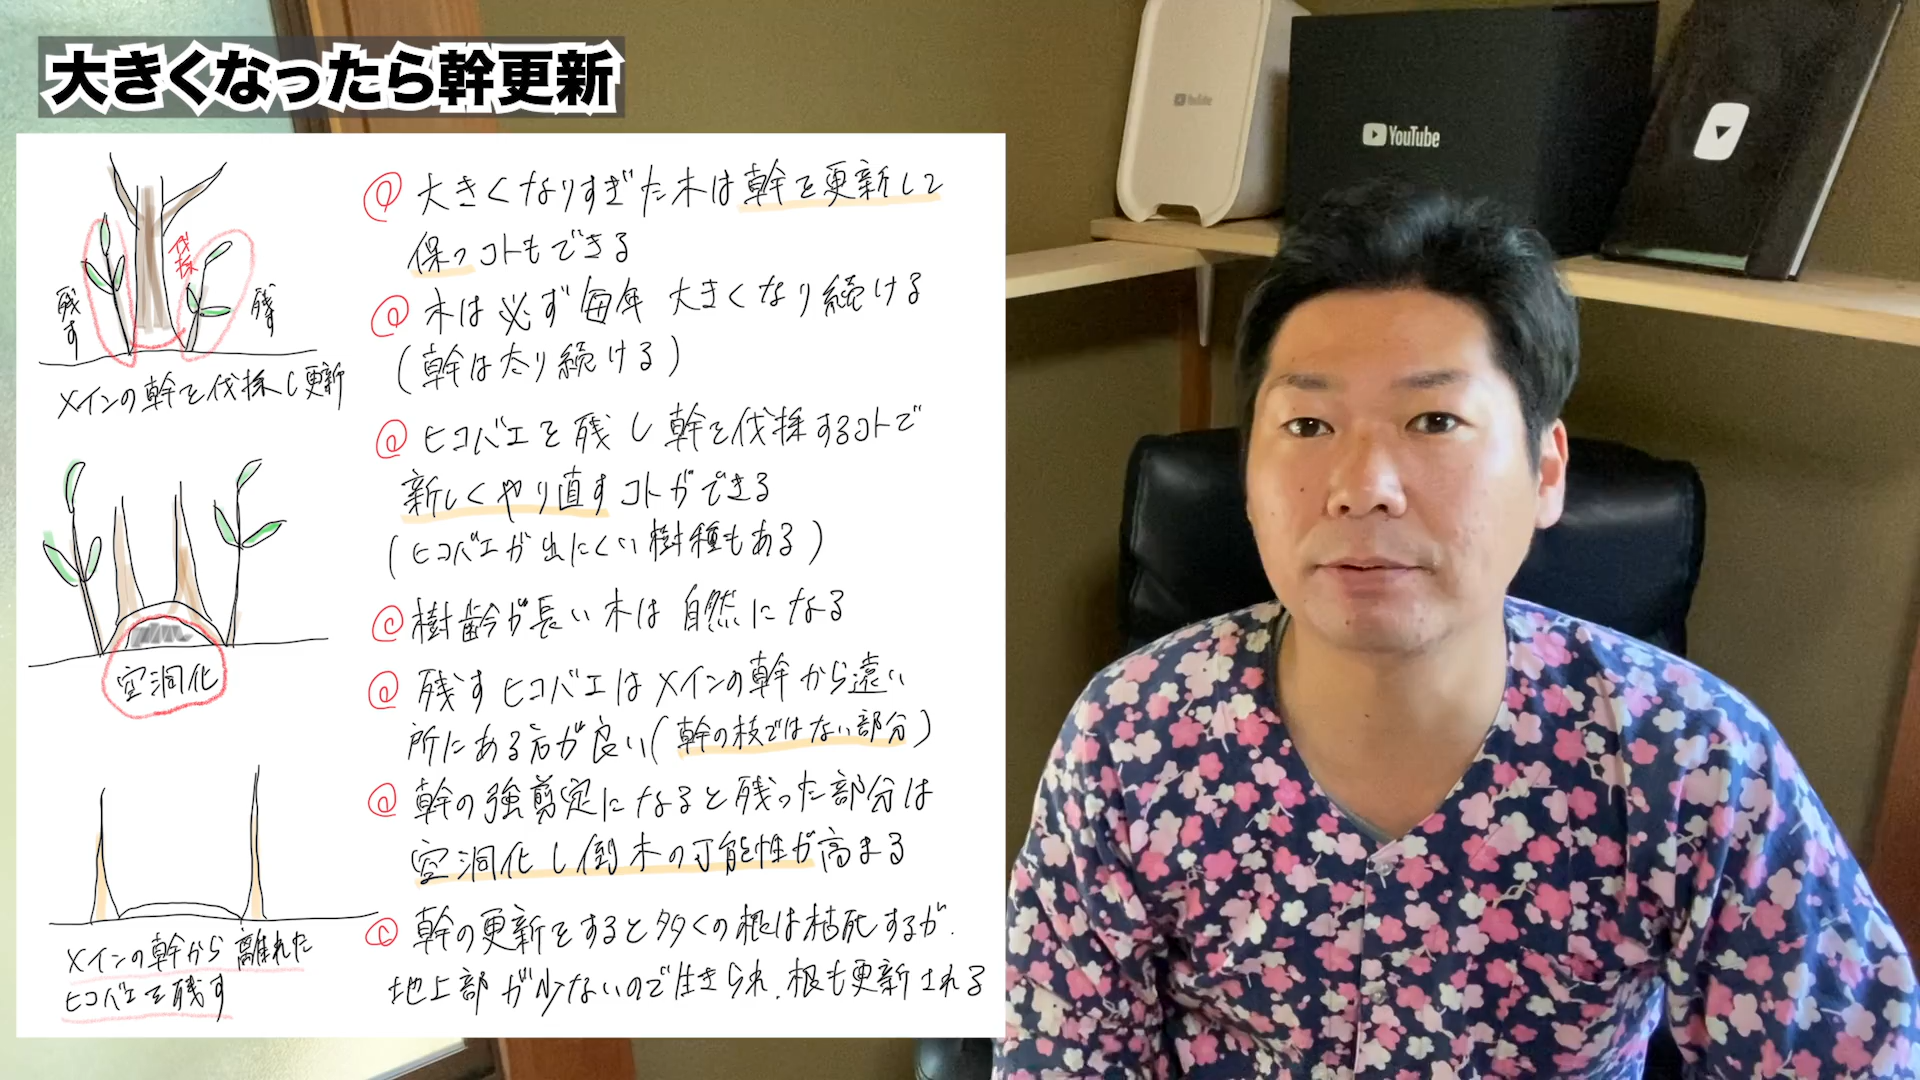 大きくなったら幹更新
@ 大きくなりすぎた木は幹を更新して
保つコトもできる
@ 木は必ず毎年 大きくなり続ける
(幹は太り続ける)
@ ヒコバエを残し幹を伐採するコトで
新しくやり直すコトができる
(ヒコバエが出にくい樹種もある)
@ 樹齢が長い木は自然になる
@ 残すヒコバエはメインの幹から遠い
所にある方が良い(幹の枝ではない部分)
@ 幹の強剪定になると残った部分は
空洞化し倒木の可能性が高まる
@ 幹の更新をすると多くの根は枯死するが、
地上部が少ないので生きられ、根も更新される
残す
伐採
残す
メインの幹を伐採し更新
空洞化
メインの幹から離れた
ヒコバエを残す
YouTube
YouTube